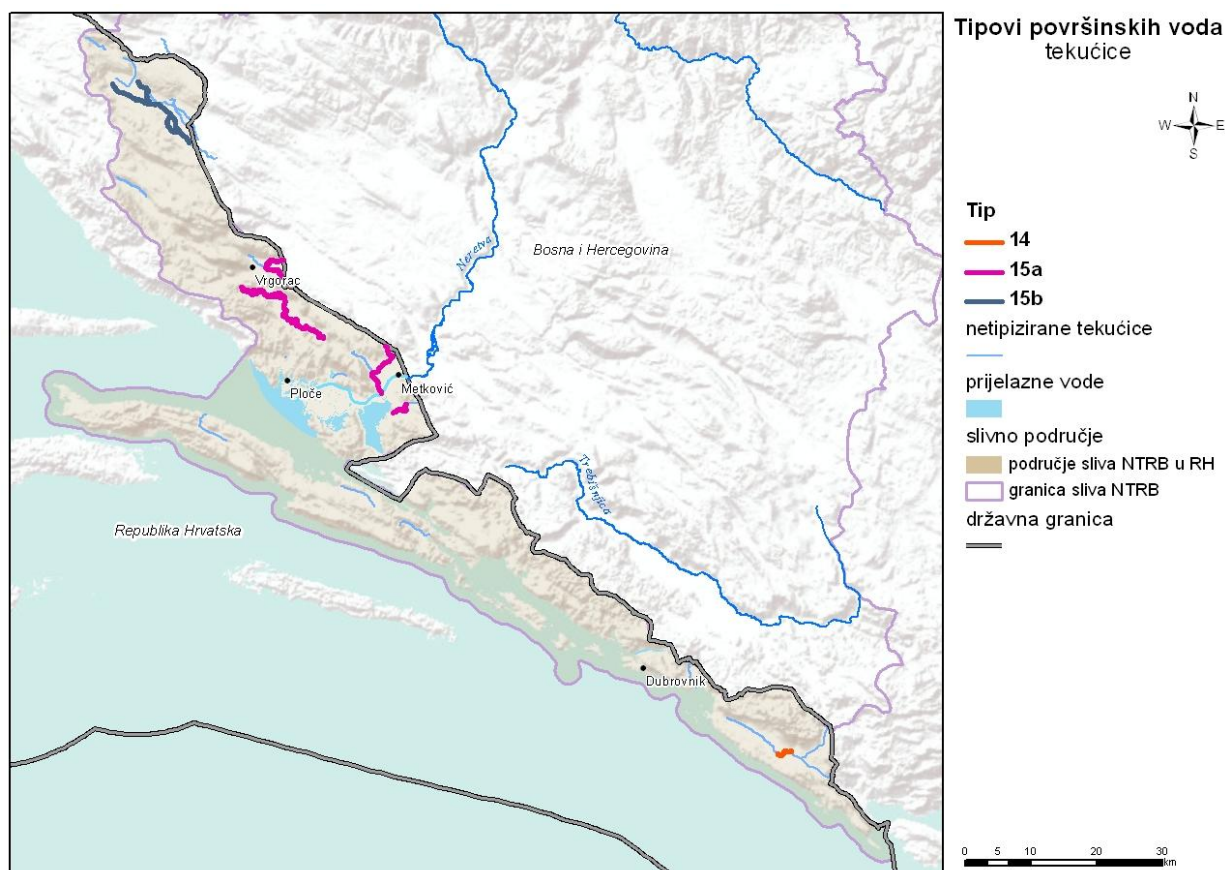 Tipovi površinskih voda
tekućice
N
W
E
S
Tip
14
15a
15b
netipizirane tekućice
prijelazne vode
slivno područje
područje sliva NTRB u RH
granica sliva NTRB
državna granica
0 5 10 20 30
km
Bosna i Hercegovina
Neretva
Vrgorac
Ploče
Metković
Trebišnjica
Republika Hrvatska
Dubrovnik